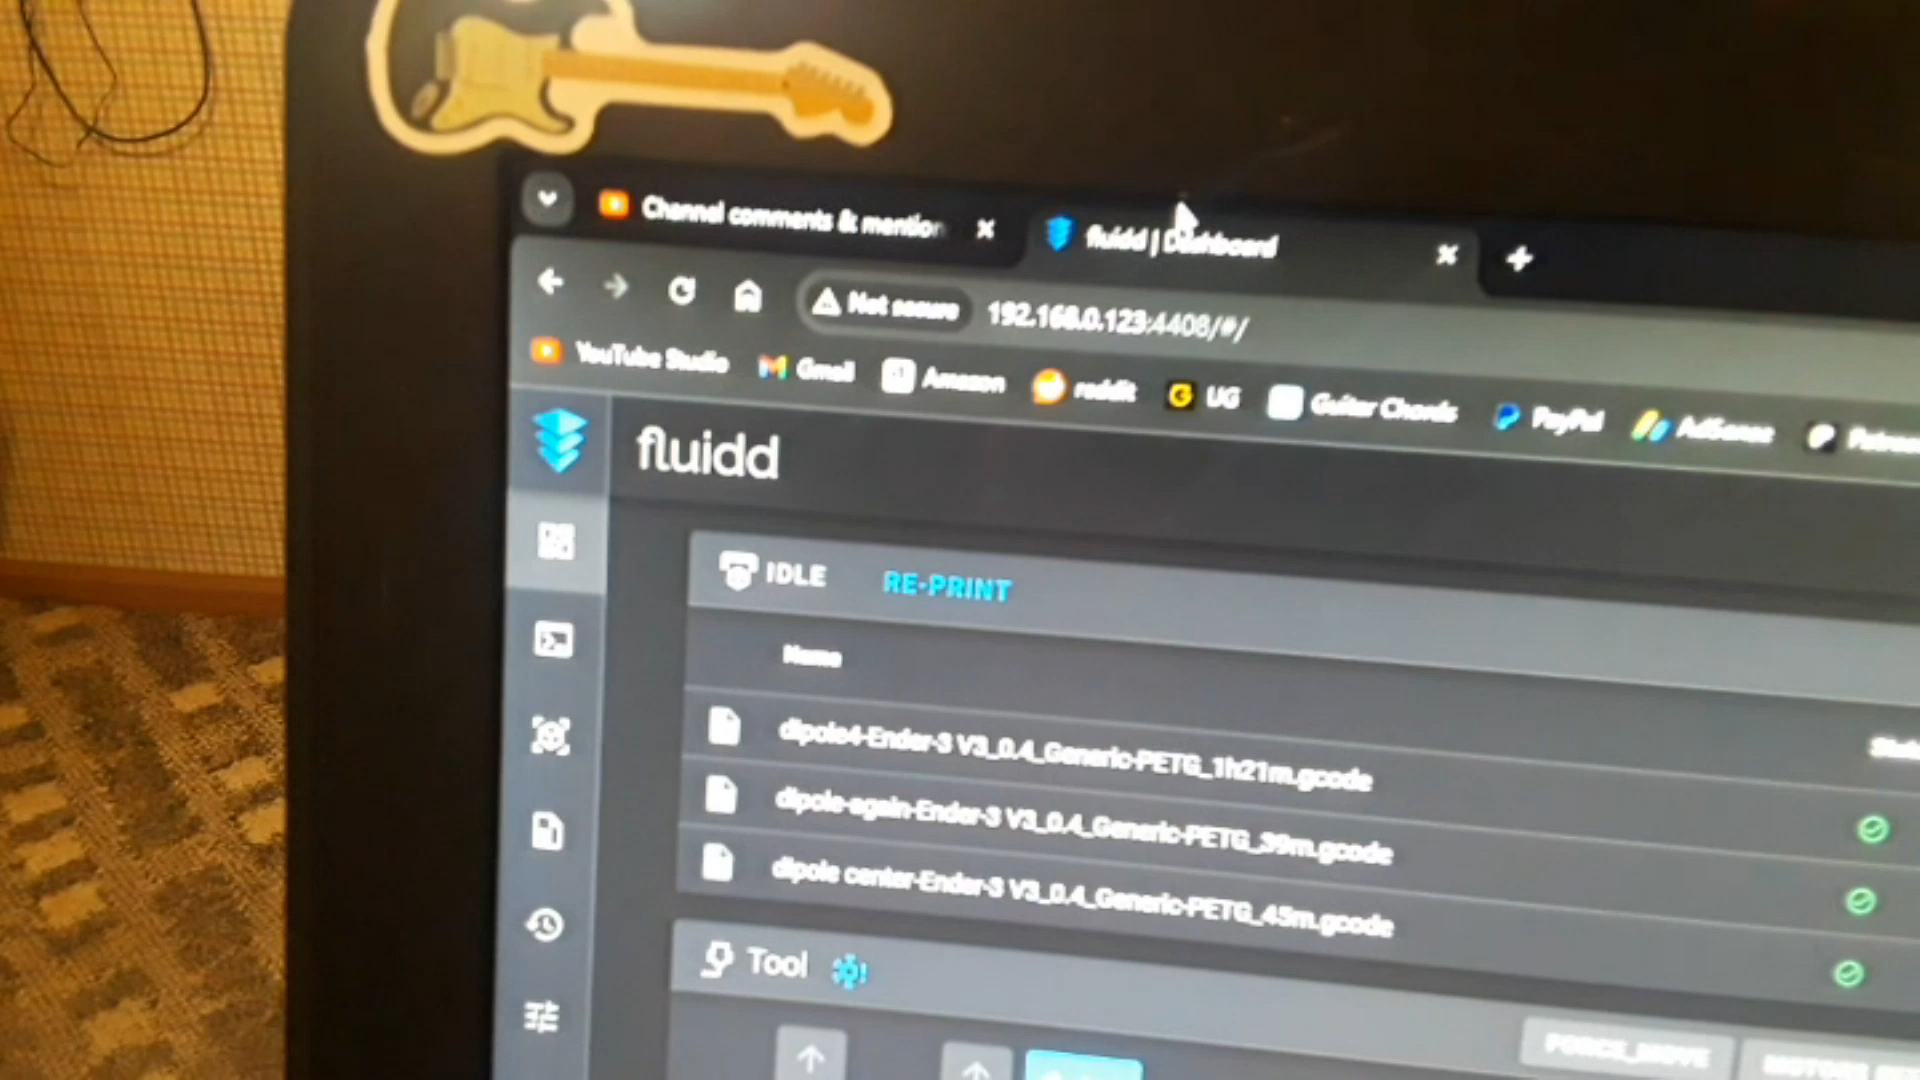 Channel comments & mention
fluidd | Dashboard
Not secure 192.168.0.123:4408/#/
YouTube Studio Gmail Amazon reddit UG Guitar Chords PayPal AdSense
fluidd
IDLE RE-PRINT
Name
dipole4-Ender-3 V3_0.4_Generic-PETG_1h21m.gcode
dipole-again-Ender-3 V3_0.4_Generic-PETG_39m.gcode
dipole center-Ender-3 V3_0.4_Generic-PETG_45m.gcode
Tool
FORCE_MOVE